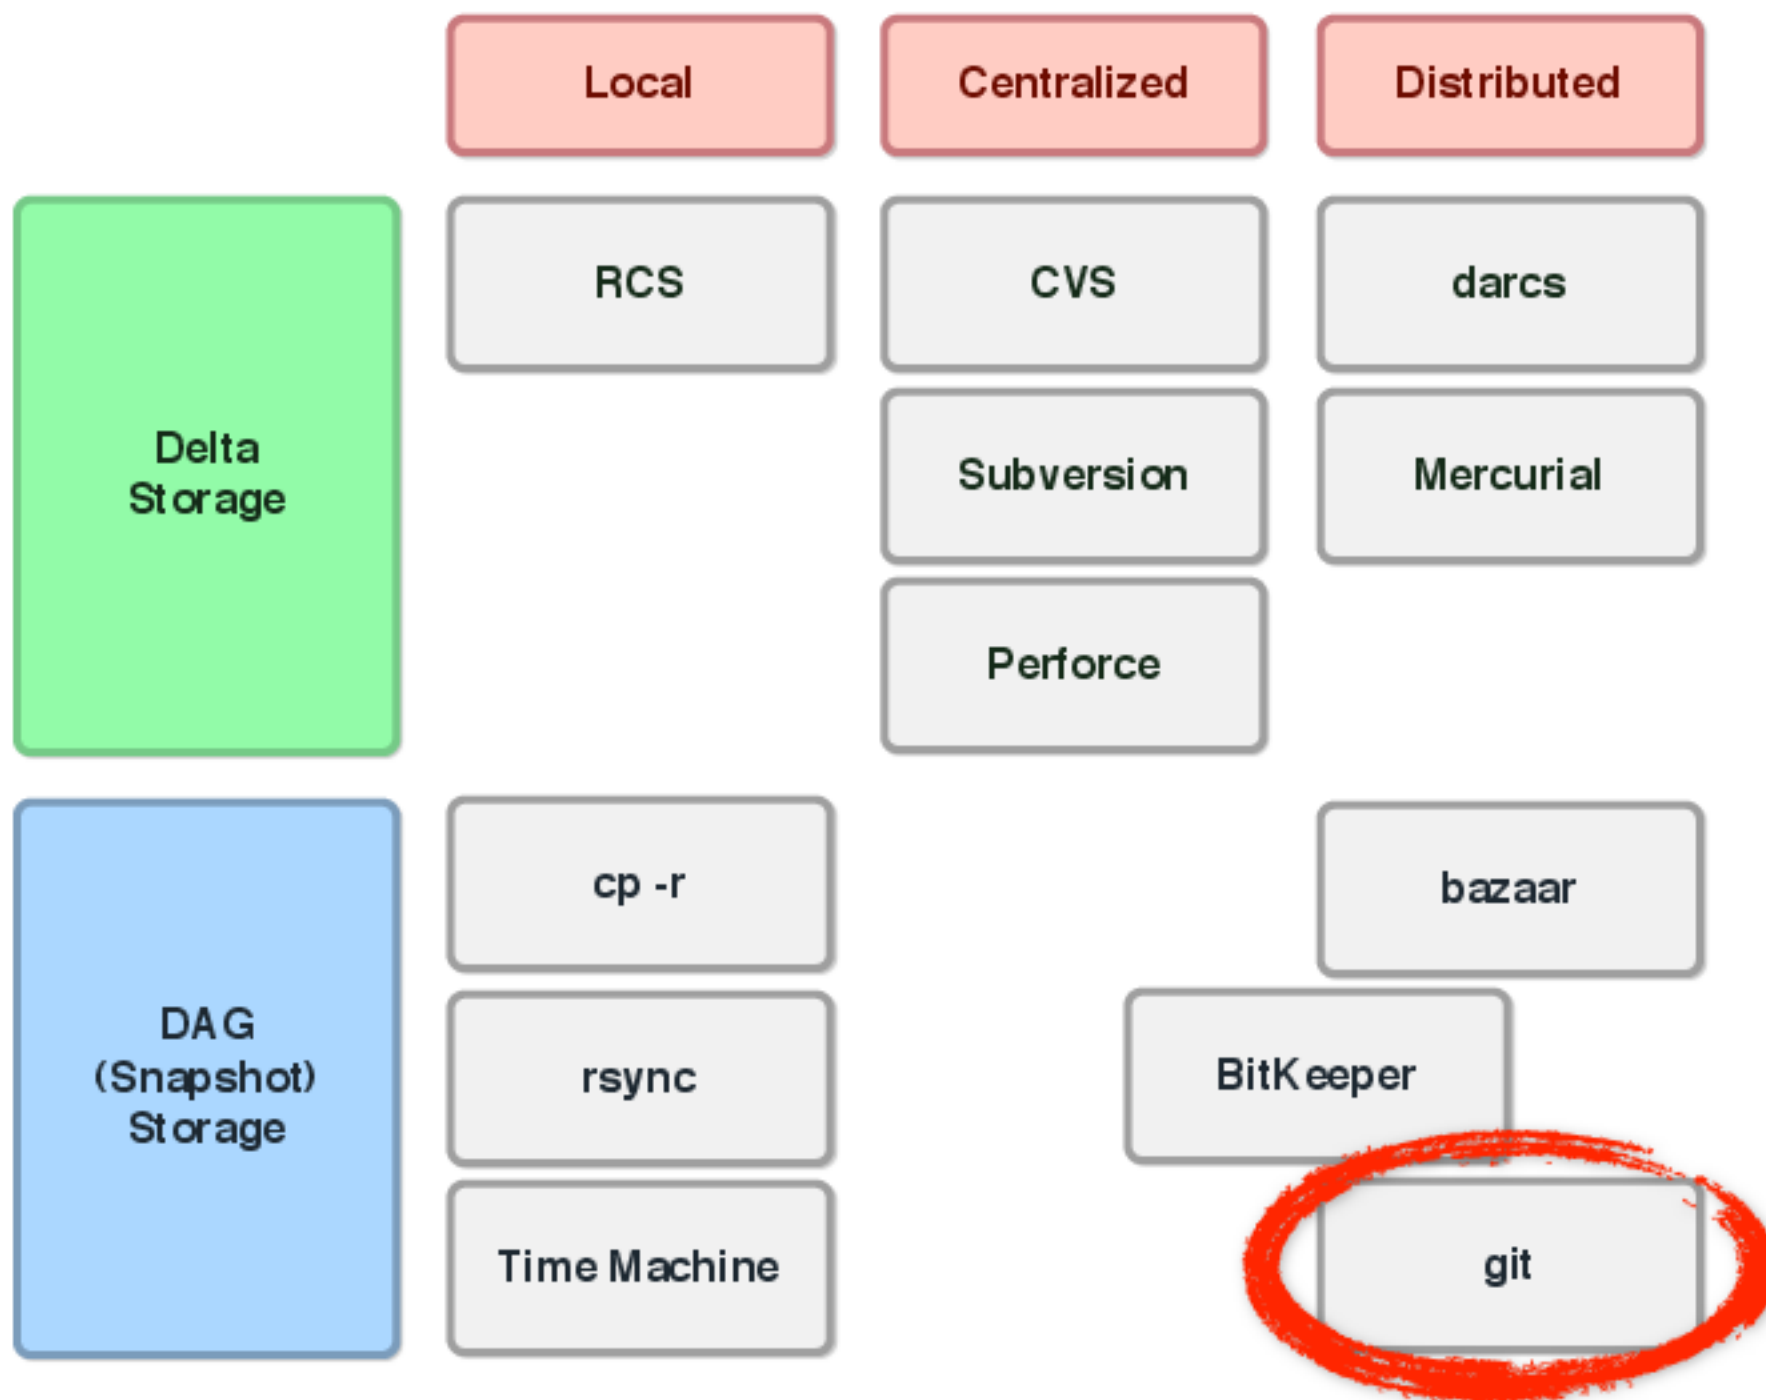 Local
Centralized
Distributed
Delta
Storage
RCS
CVS
darcs
Subversion
Mercurial
Perforce
DAG
(Snapshot)
Storage
cp -r
bazaar
rsync
BitKeeper
Time Machine
git